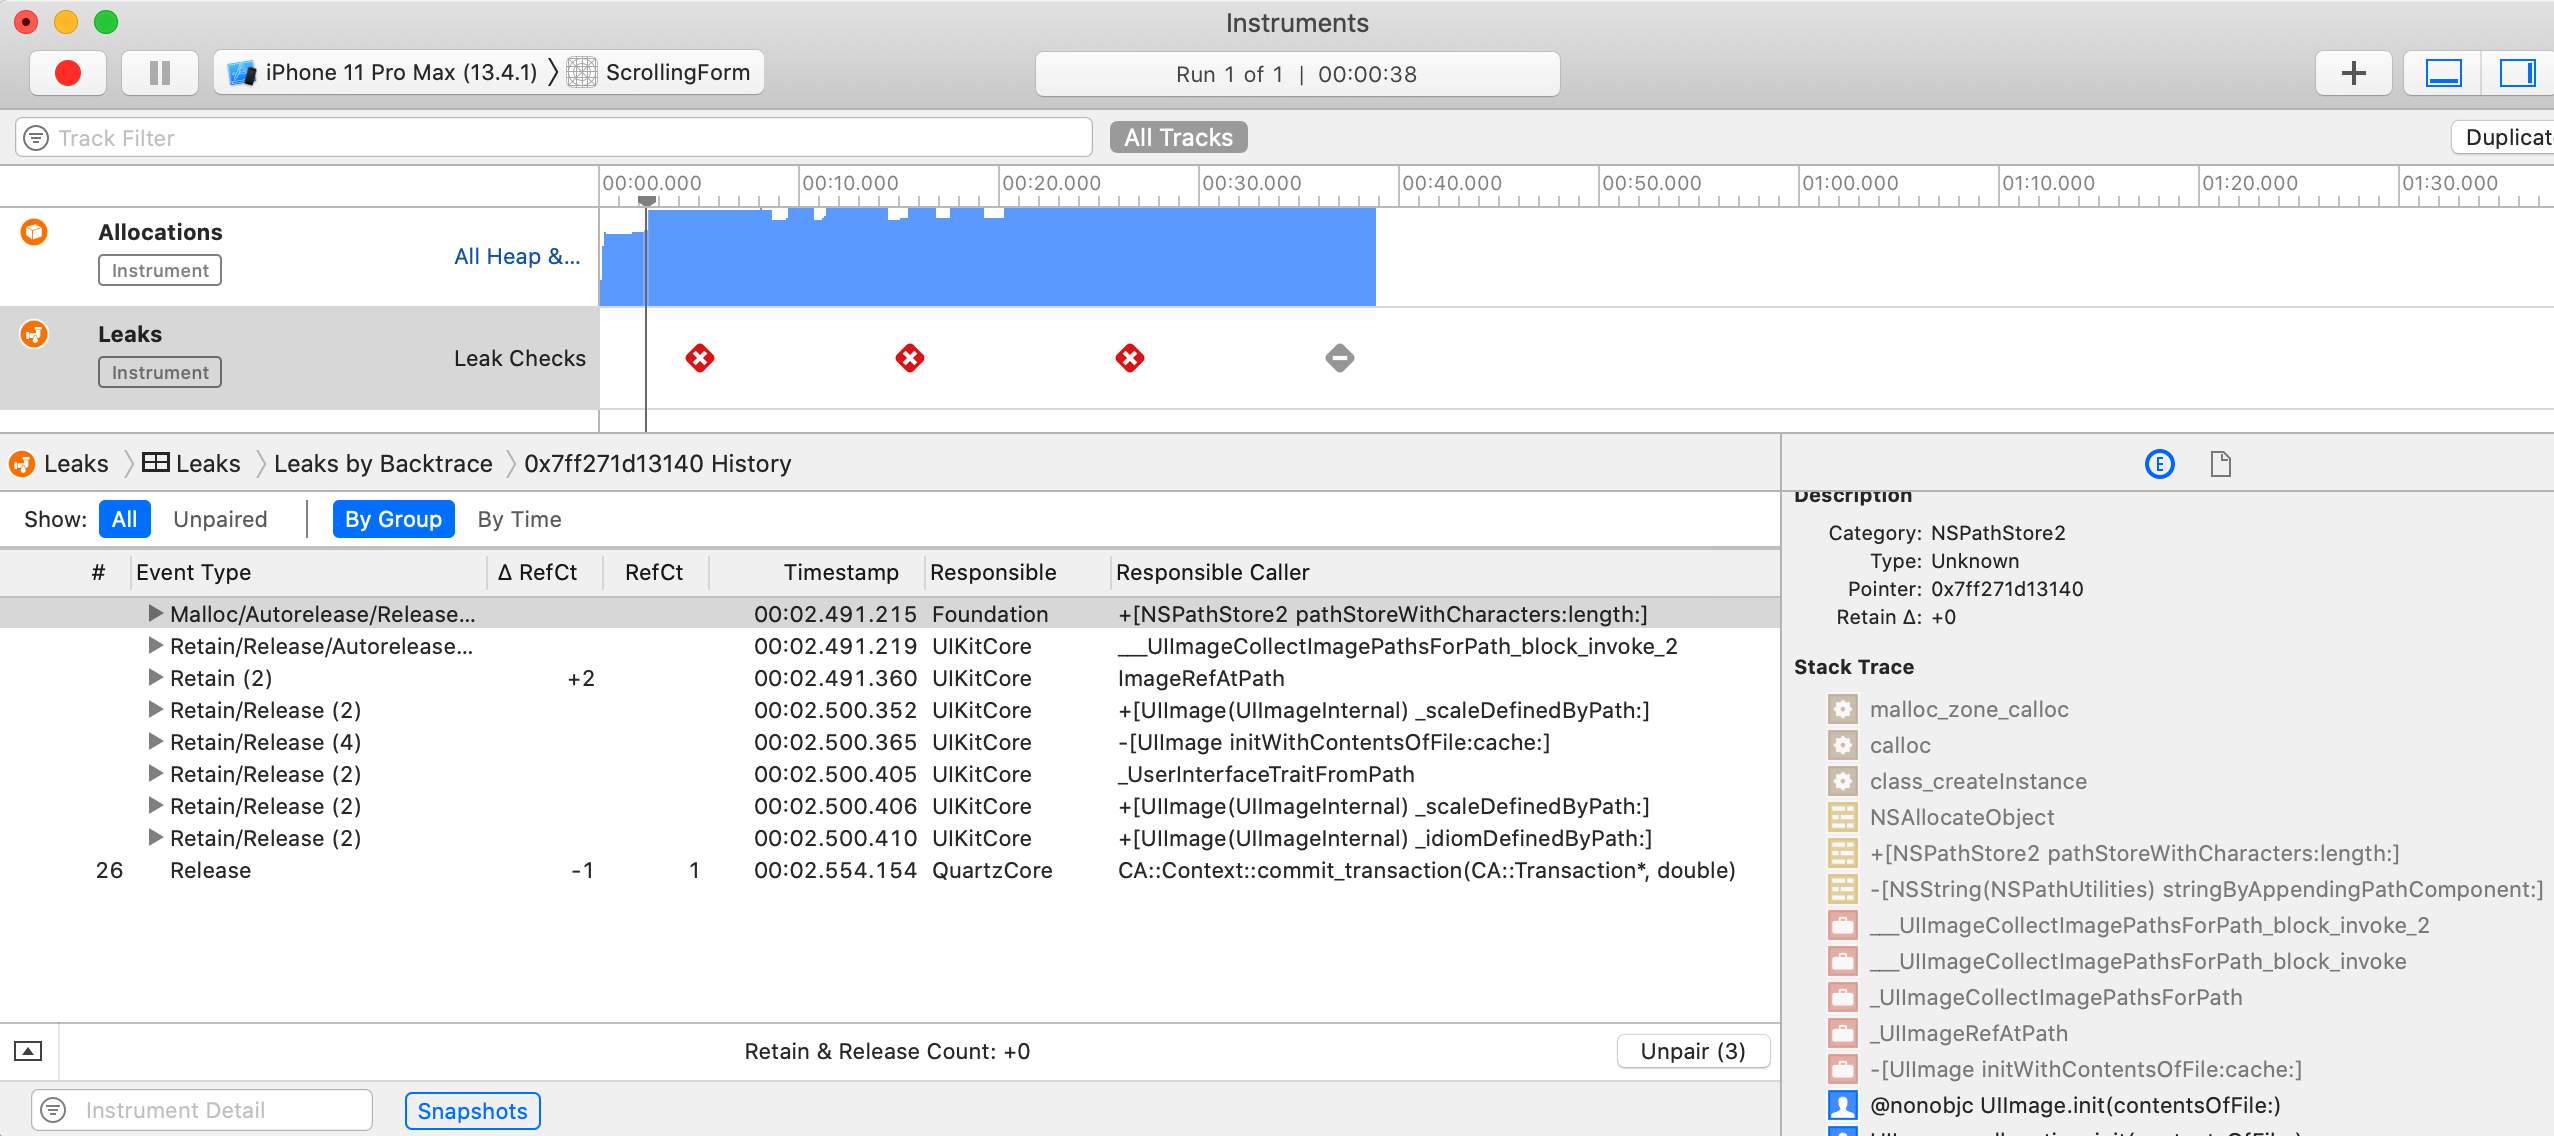 Instruments
iPhone 11 Pro Max (13.4.1) ScrollingForm
Run 1 of 1 | 00:00:38
Track Filter
All Tracks
Duplicat
00:00.000 00:10.000 00:20.000 00:30.000 00:40.000 00:50.000 01:00.000 01:10.000 01:20.000 01:30.000
Allocations
Instrument
All Heap &...
Leaks
Instrument
Leak Checks
Leaks Leaks Leaks by Backtrace 0x7ff271d13140 History
Show: All Unpaired By Group By Time
# Event Type Δ RefCt RefCt Timestamp Responsible Responsible Caller
Malloc/Autorelease/Release... 00:02.491.215 Foundation +[NSPathStore2 pathStoreWithCharacters:length:]
Retain/Release/Autorelease... 00:02.491.219 UIKitCore ___UIImageCollectImagePathsForPath_block_invoke_2
Retain (2) +2 00:02.491.360 UIKitCore ImageRefAtPath
Retain/Release (2) 00:02.500.352 UIKitCore +[UIImage(UIImageInternal) _scaleDefinedByPath:]
Retain/Release (4) 00:02.500.365 UIKitCore -[UIImage initWithContentsOfFile:cache:]
Retain/Release (2) 00:02.500.405 UIKitCore _UserInterfaceTraitFromPath
Retain/Release (2) 00:02.500.406 UIKitCore +[UIImage(UIImageInternal) _scaleDefinedByPath:]
Retain/Release (2) 00:02.500.410 UIKitCore +[UIImage(UIImageInternal) _idiomDefinedByPath:]
26 Release -1 1 00:02.554.154 QuartzCore CA::Context::commit_transaction(CA::Transaction*, double)
Retain & Release Count: +0
Unpair (3)
Instrument Detail
Snapshots
E
Description
Category: NSPathStore2
Type: Unknown
Pointer: 0x7ff271d13140
Retain Δ: +0
Stack Trace
malloc_zone_calloc
calloc
class_createInstance
NSAllocateObject
+[NSPathStore2 pathStoreWithCharacters:length:]
-[NSString(NSPathUtilities) stringByAppendingPathComponent:]
___UIImageCollectImagePathsForPath_block_invoke_2
___UIImageCollectImagePathsForPath_block_invoke
_UIImageCollectImagePathsForPath
_UIImageRefAtPath
-[UIImage initWithContentsOfFile:cache:]
@nonobjc UIImage.init(contentsOfFile:)